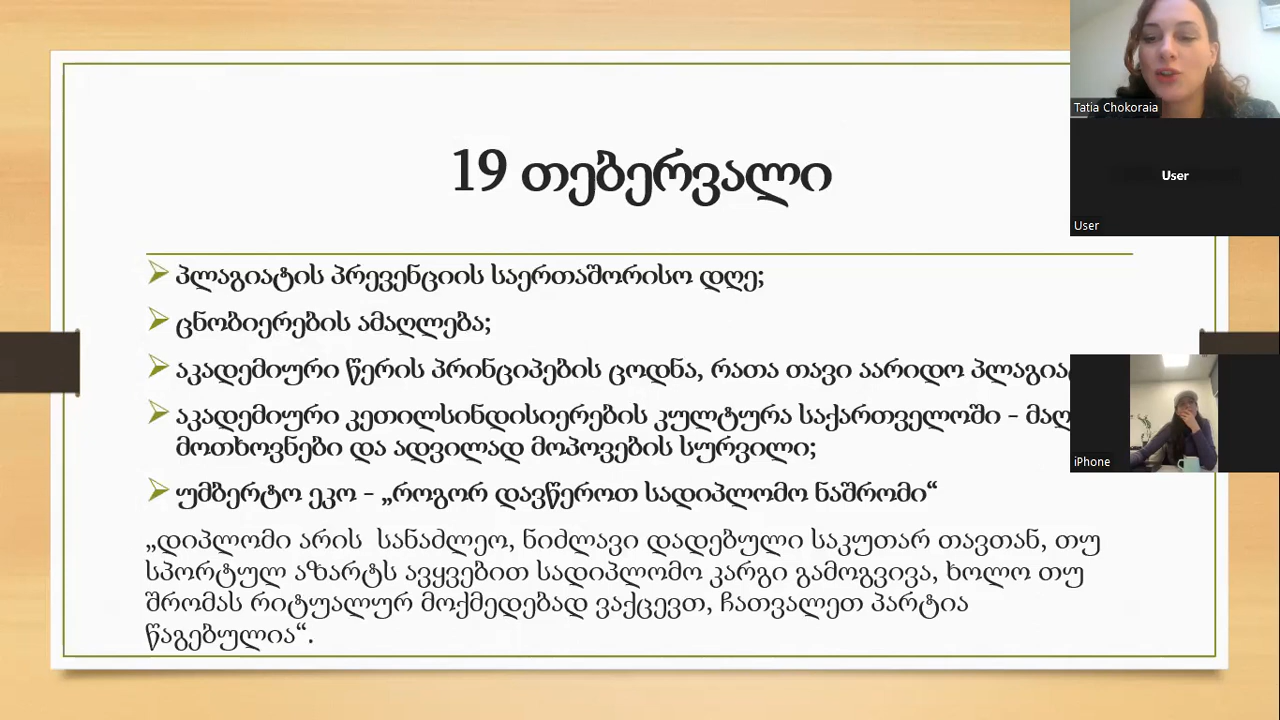 19 თებერვალი
პლაგიატის პრევენციის საერთაშორისო დღე;
ცნობიერების ამაღლება;
აკადემიური წერის პრინციპების ცოდნა, რათა თავი აარიდო
აკადემიური კეთილსინდისიერების კულტურა საქართველოში -
მოთხოვნები და ადვილად მოპოვების სურვილი;
უმბერტო ეკო - „როგორ დავწეროთ სადიპლომო ნაშრომი“
„დიპლომი არის სანაძლეო, ნიძლავი დადებული საკუთარ თავთან, თუ
სპორტულ აზარტს ავყვებით სადიპლომო კარგი გამოგვივა, ხოლო თუ
შრომას რიტუალურ მოქმედებად ვაქცევთ, ჩათვალეთ პარტია
წაგებულია“.
Tatia Chokoraia
User
User
iPhone